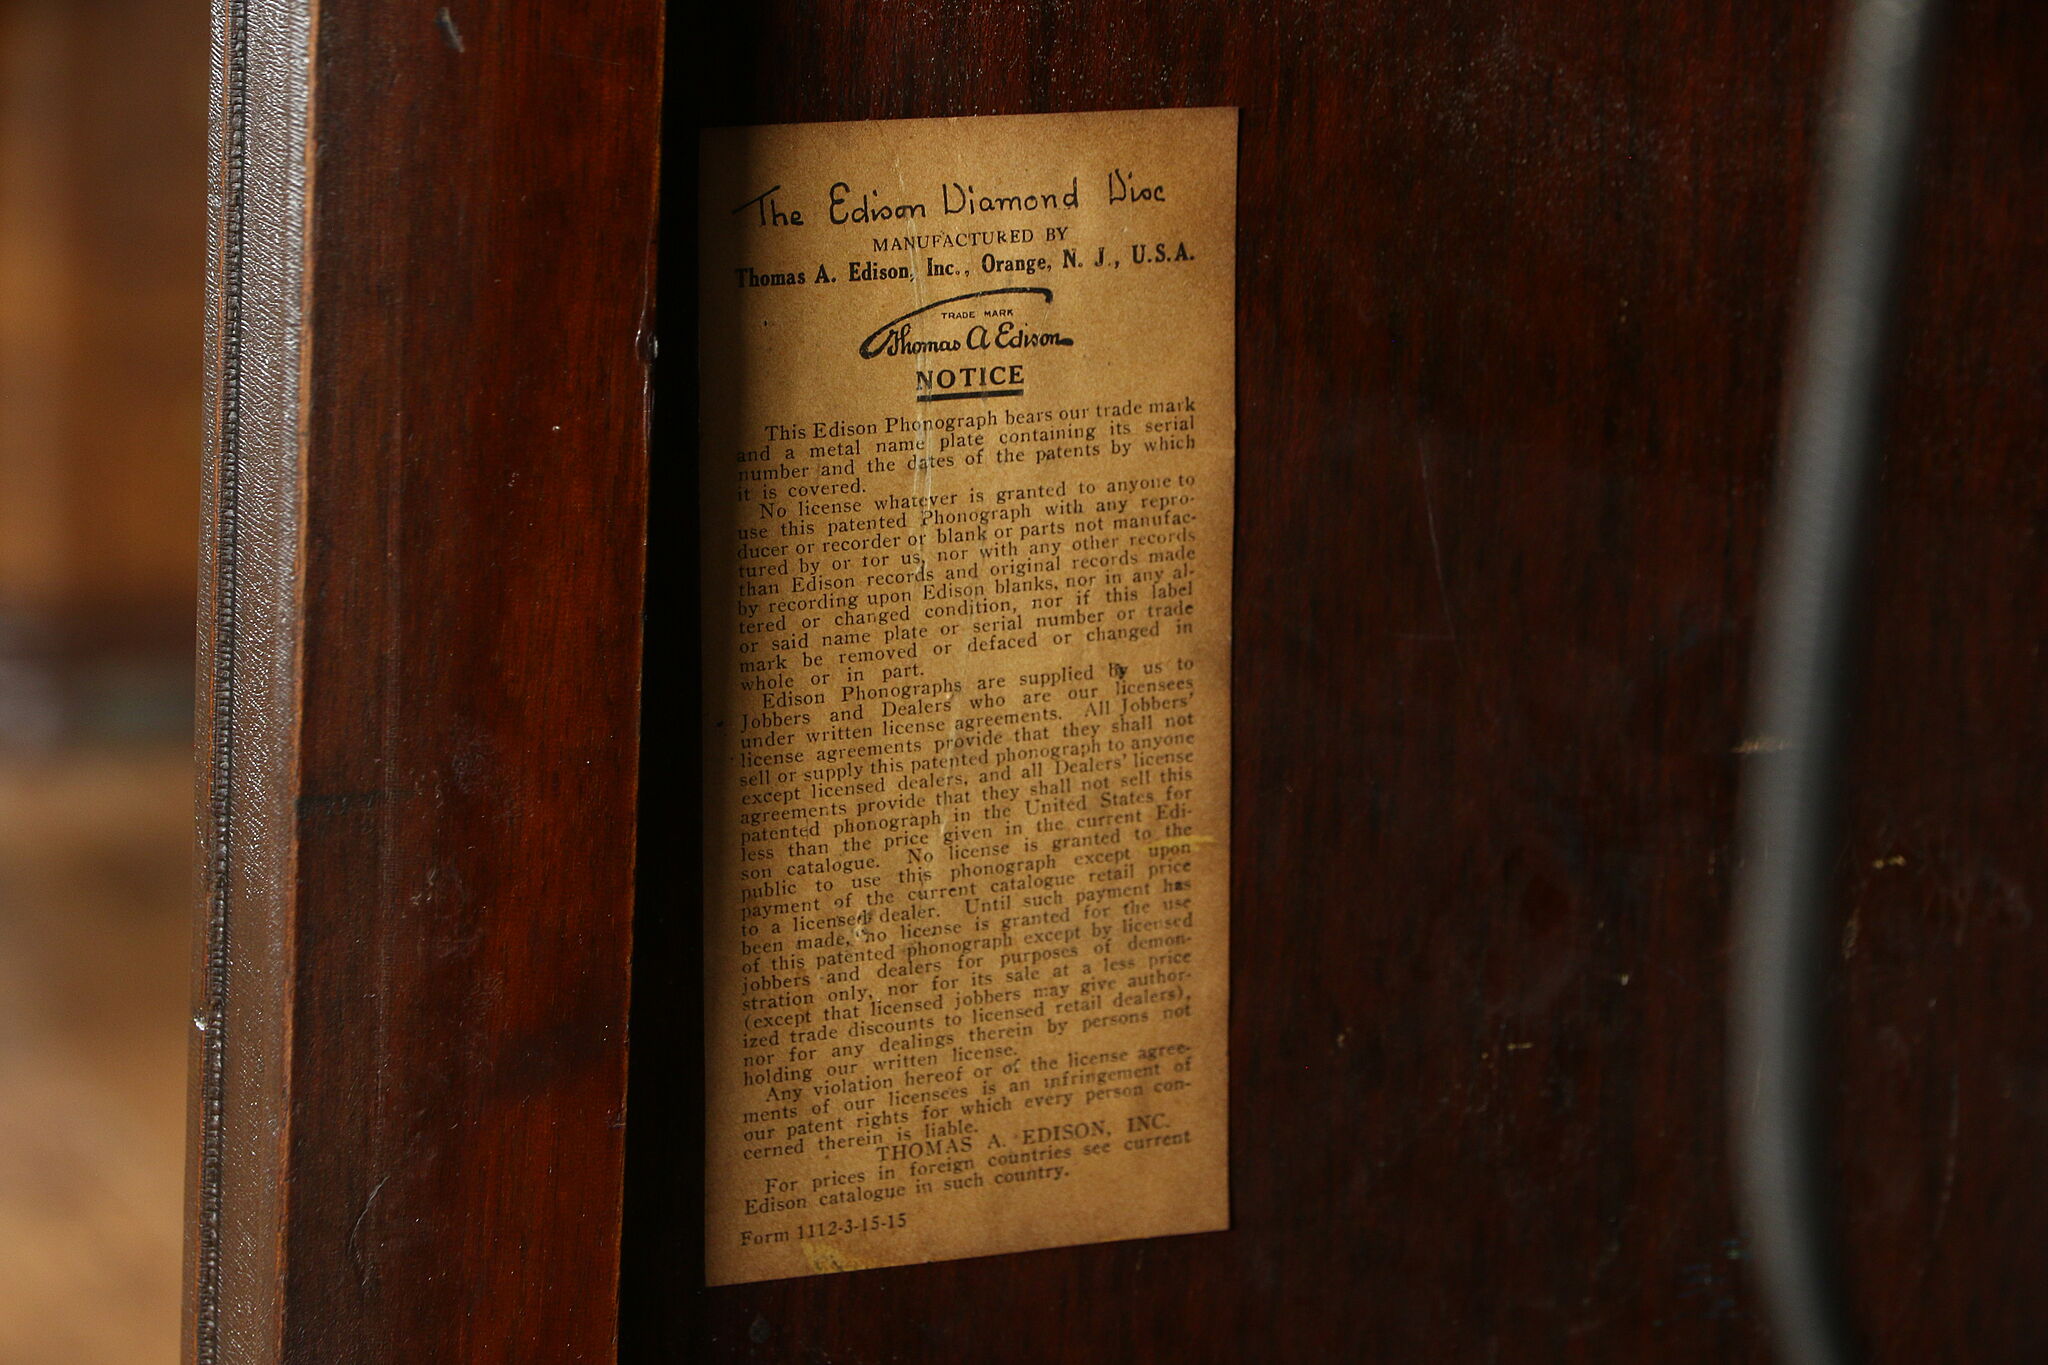 The Edison Diamond Disc
MANUFACTURED BY
Thomas A. Edison, Inc., Orange, N. J., U.S.A.
TRADE MARK
Thomas A Edison
NOTICE
This Edison Phonograph bears our trade mark
and a metal name plate containing its serial
number and the dates of the patents by which
it is covered.
No license whatever is granted to anyone to
use this patented Phonograph with any repro-
ducer or recorder or blank or parts not manufac-
tured by or for us, nor with any other records
than Edison records and original records made
by recording upon Edison blanks, nor in any al-
tered or changed condition, nor if this label
or said name plate or serial number or trade
mark be removed or defaced or changed in
whole or in part.
Edison Phonographs are supplied by us to
Jobbers and Dealers who are our licensees
under written license agreements. All Jobbers'
license agreements provide that they shall not
sell or supply this patented phonograph to anyone
except licensed dealers, and all Dealers' license
agreements provide that they shall not sell this
patented phonograph in the United States for
less than the price given in the current Edi-
son catalogue. No license is granted to the
public to use this phonograph except upon
payment of the current catalogue retail price
to a licensed dealer. Until such payment has
been made, no license is granted for the use
of this patented phonograph except by licensed
jobbers and dealers for purposes of demon-
stration only, nor for its sale at a less price
(except that licensed jobbers may give author-
ized trade discounts to licensed retail dealers),
nor for any dealings therein by persons not
holding our written license.
Any violation hereof or of the license agree-
ments of our licensees is an infringement of
our patent rights for which every person con-
cerned therein is liable.
THOMAS A. EDISON, INC.
For prices in foreign countries see current
Edison catalogue in such country.
Form 1112-3-15-15